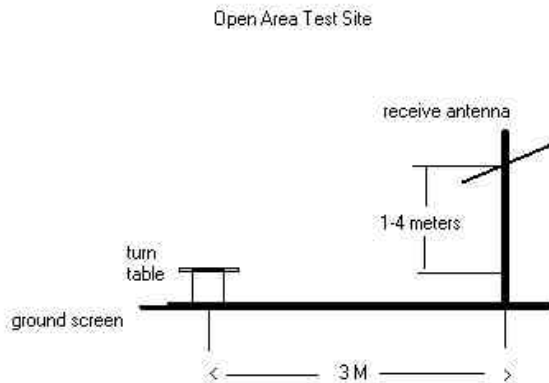 Open Area Test Site
receive antenna
1-4 meters
turn
table
ground screen
3 M